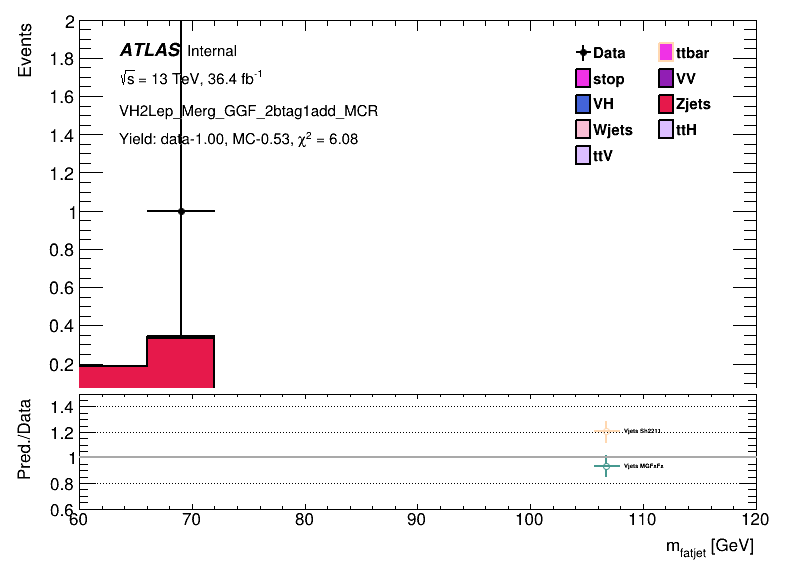 Events
2
1.8
1.6
1.4
1.2
1
0.8
0.6
0.4
0.2
ATLAS Internal
√s = 13 TeV, 36.4 fb⁻¹
VH2Lep_Merg_GGF_2btag1add_MCR
Yield: data-1.00, MC-0.53, χ² = 6.08
Data
ttbar
stop
VV
VH
Zjets
Wjets
ttH
ttV
Pred./Data
1.4
1.2
1
0.8
0.6
Vjets Sh2211
Vjets MGFxFx
60
70
80
90
100
110
120
m_fatjet [GeV]